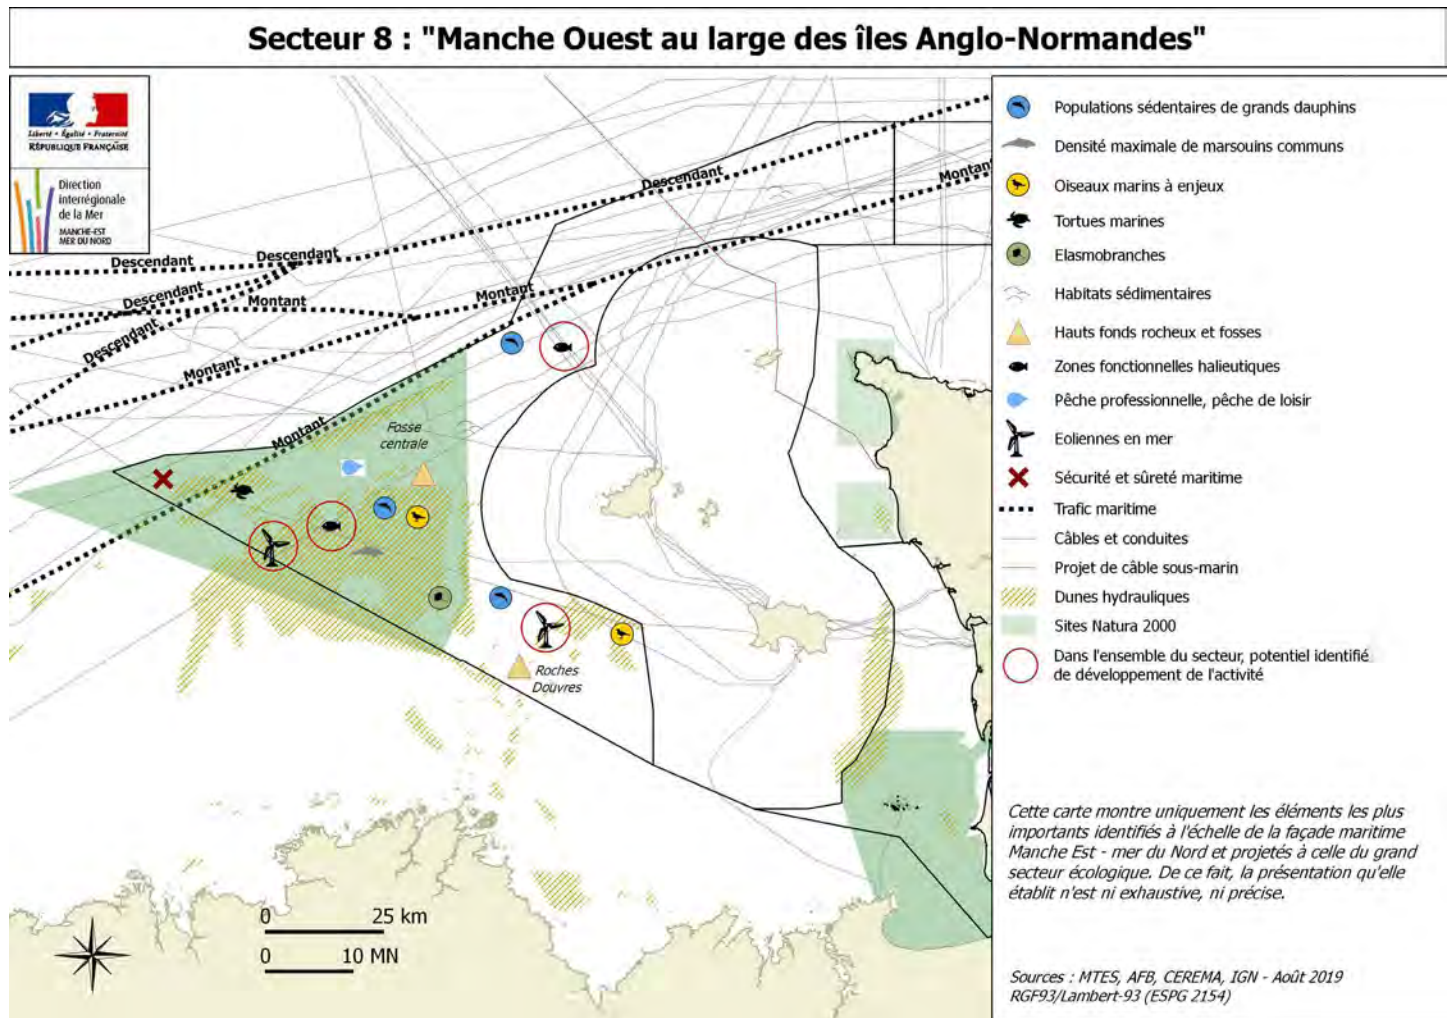 Secteur 8 : "Manche Ouest au large des îles Anglo-Normandes"
Liberté • Égalité • Fraternité
RÉPUBLIQUE FRANÇAISE
Direction
interrégionale
de la Mer
MANCHE-EST
MER DU NORD
Descendant
Montant
Descendant
Descendant
Descendant
Montant
Montant
Descendant
Montant
Montant
Fosse
centrale
Roches
Douvres
0 25 km
0 10 MN
Populations sédentaires de grands dauphins
Densité maximale de marsouins communs
Oiseaux marins à enjeux
Tortues marines
Elasmobranches
Habitats sédimentaires
Hauts fonds rocheux et fosses
Zones fonctionnelles halieutiques
Pêche professionnelle, pêche de loisir
Eoliennes en mer
Sécurité et sûreté maritime
Trafic maritime
Câbles et conduites
Projet de câble sous-marin
Dunes hydrauliques
Sites Natura 2000
Dans l'ensemble du secteur, potentiel identifié
de développement de l'activité
Cette carte montre uniquement les éléments les plus
importants identifiés à l'échelle de la façade maritime
Manche Est - mer du Nord et projetés à celle du grand
secteur écologique. De ce fait, la présentation qu'elle
établit n'est ni exhaustive, ni précise.
Sources : MTES, AFB, CEREMA, IGN - Août 2019
RGF93/Lambert-93 (ESPG 2154)